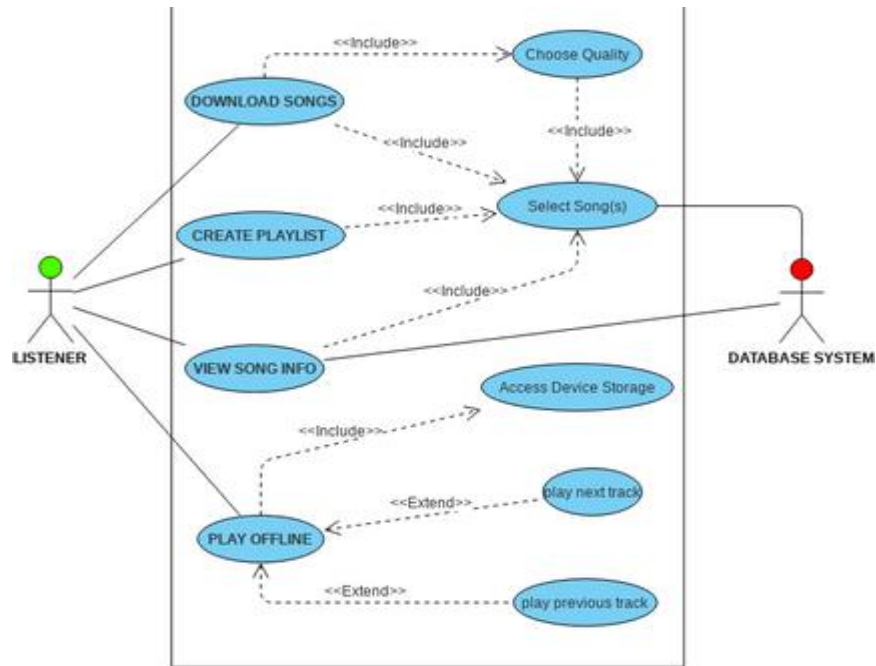 <<Include>>
Choose Quality
DOWNLOAD SONGS
<<Include>>
<<Include>>
Select Song(s)
<<Include>>
CREATE PLAYLIST
<<Include>>
LISTENER
DATABASE SYSTEM
VIEW SONG INFO
Access Device Storage
<<Include>>
play next track
<<Extend>>
PLAY OFFLINE
<<Extend>>
play previous track